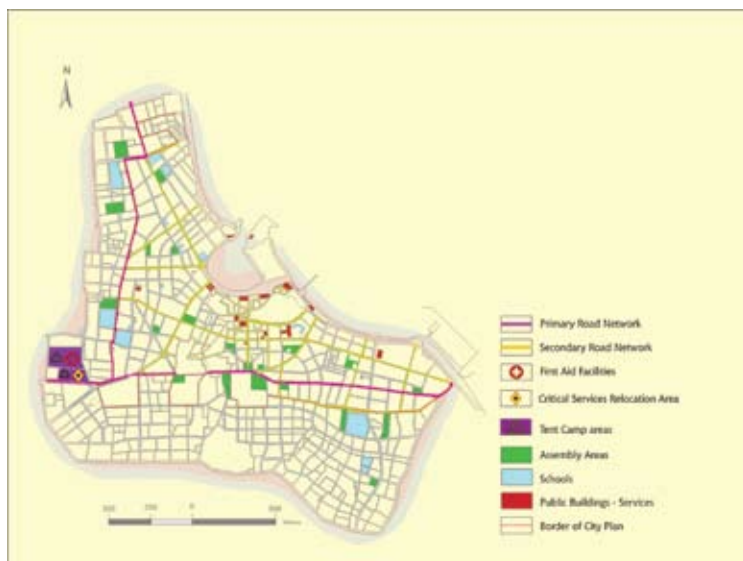 N
Primary Road Network
Secondary Road Network
First Aid Facilities
Critical Services Relocation Area
Tent Camp areas
Assembly Areas
Schools
Public Buildings - Services
Border of City Plan
0